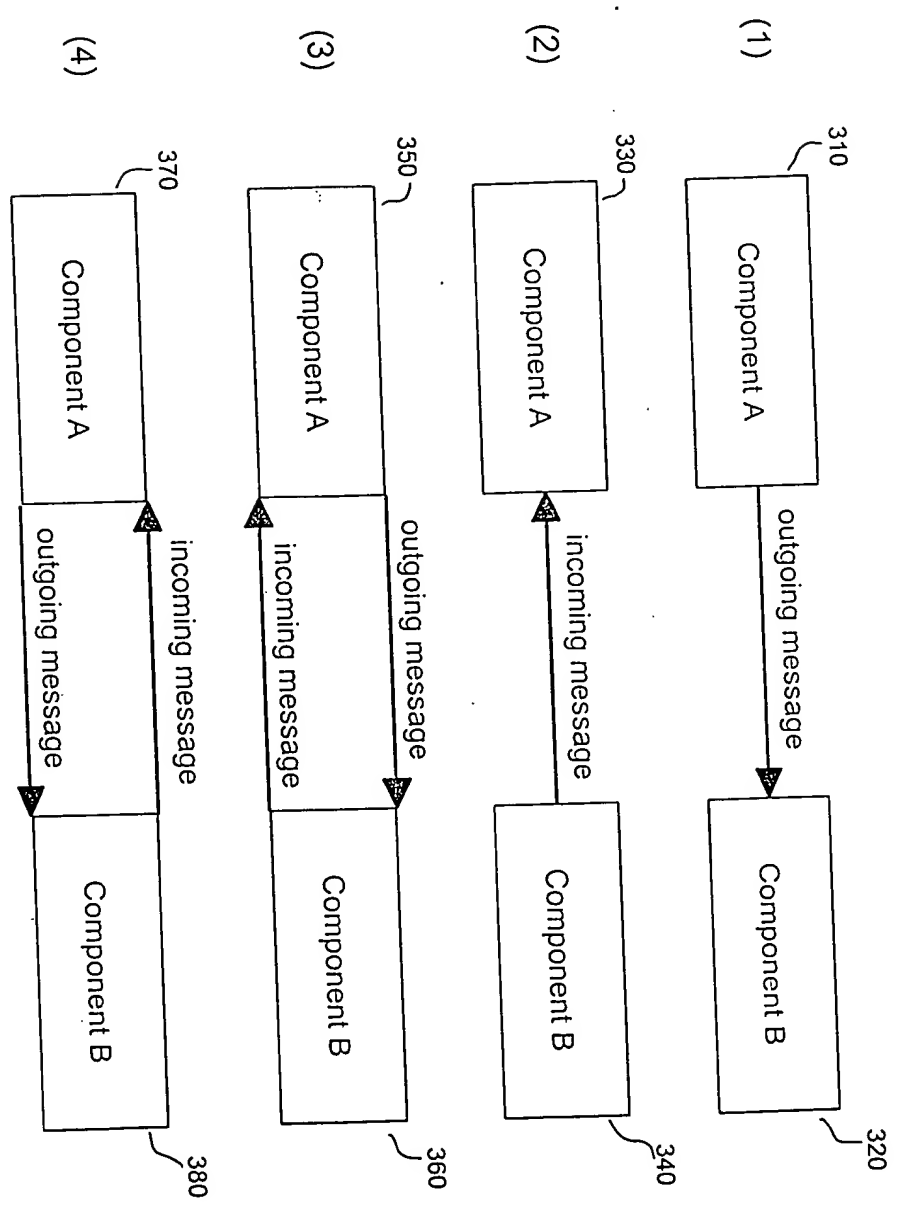 (1)
310
Component A
outgoing message
Component B
320
(2)
330
Component A
incoming message
Component B
340
(3)
350
Component A
outgoing message
incoming message
Component B
360
(4)
370
Component A
incoming message
outgoing message
Component B
380